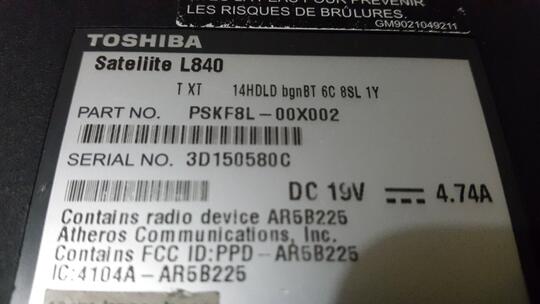 LES RISQUES DE BRÛLURES.
GM9021049211
TOSHIBA
Satellite L840
T XT 14HDLD bgnBT 6C 8SL 1Y
PART NO. PSKF8L-00X002
SERIAL NO. 3D150580C
DC 19V 4.74A
Contains radio device AR5B225
Atheros Communications, Inc.
Contains FCC ID:PPD-AR5B225
IC:4104A-AR5B225